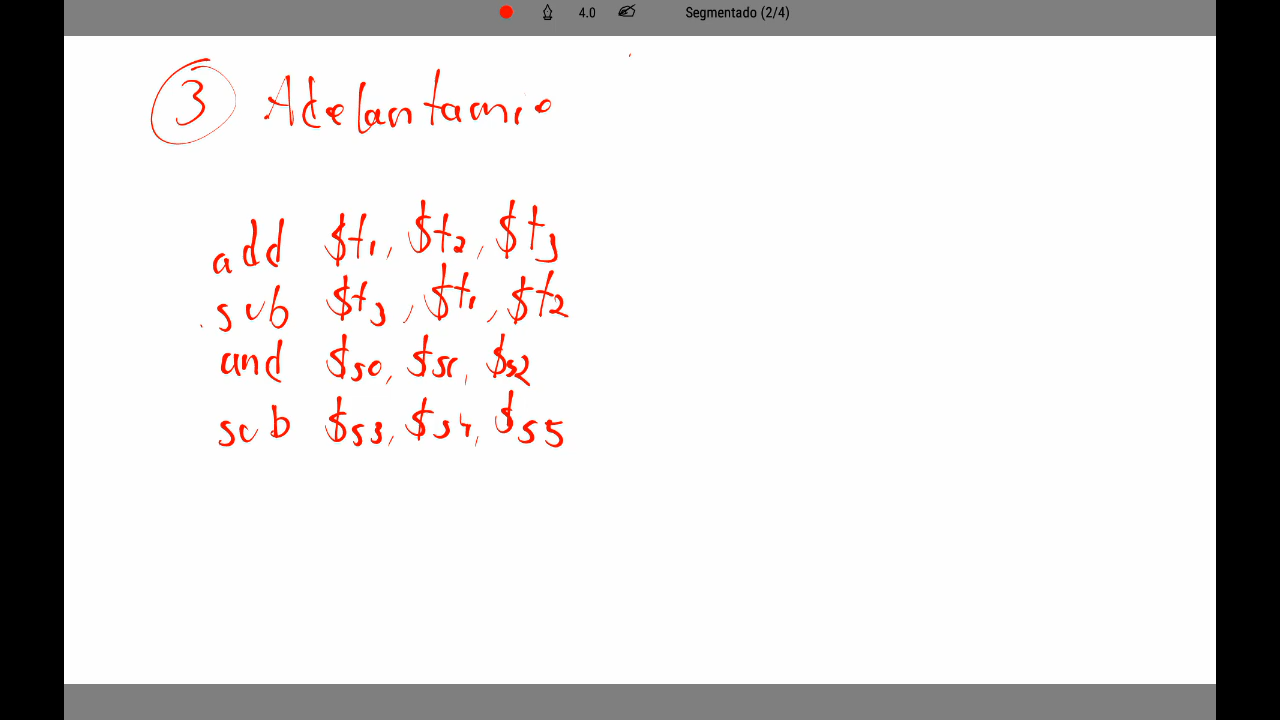 4.0 Segmentado (2/4)
3 Adelantamio
add $t1, $t2, $t3
sub $t3, $t1, $t2
and $s0, $s1, $s2
sub $s3, $s4, $s5